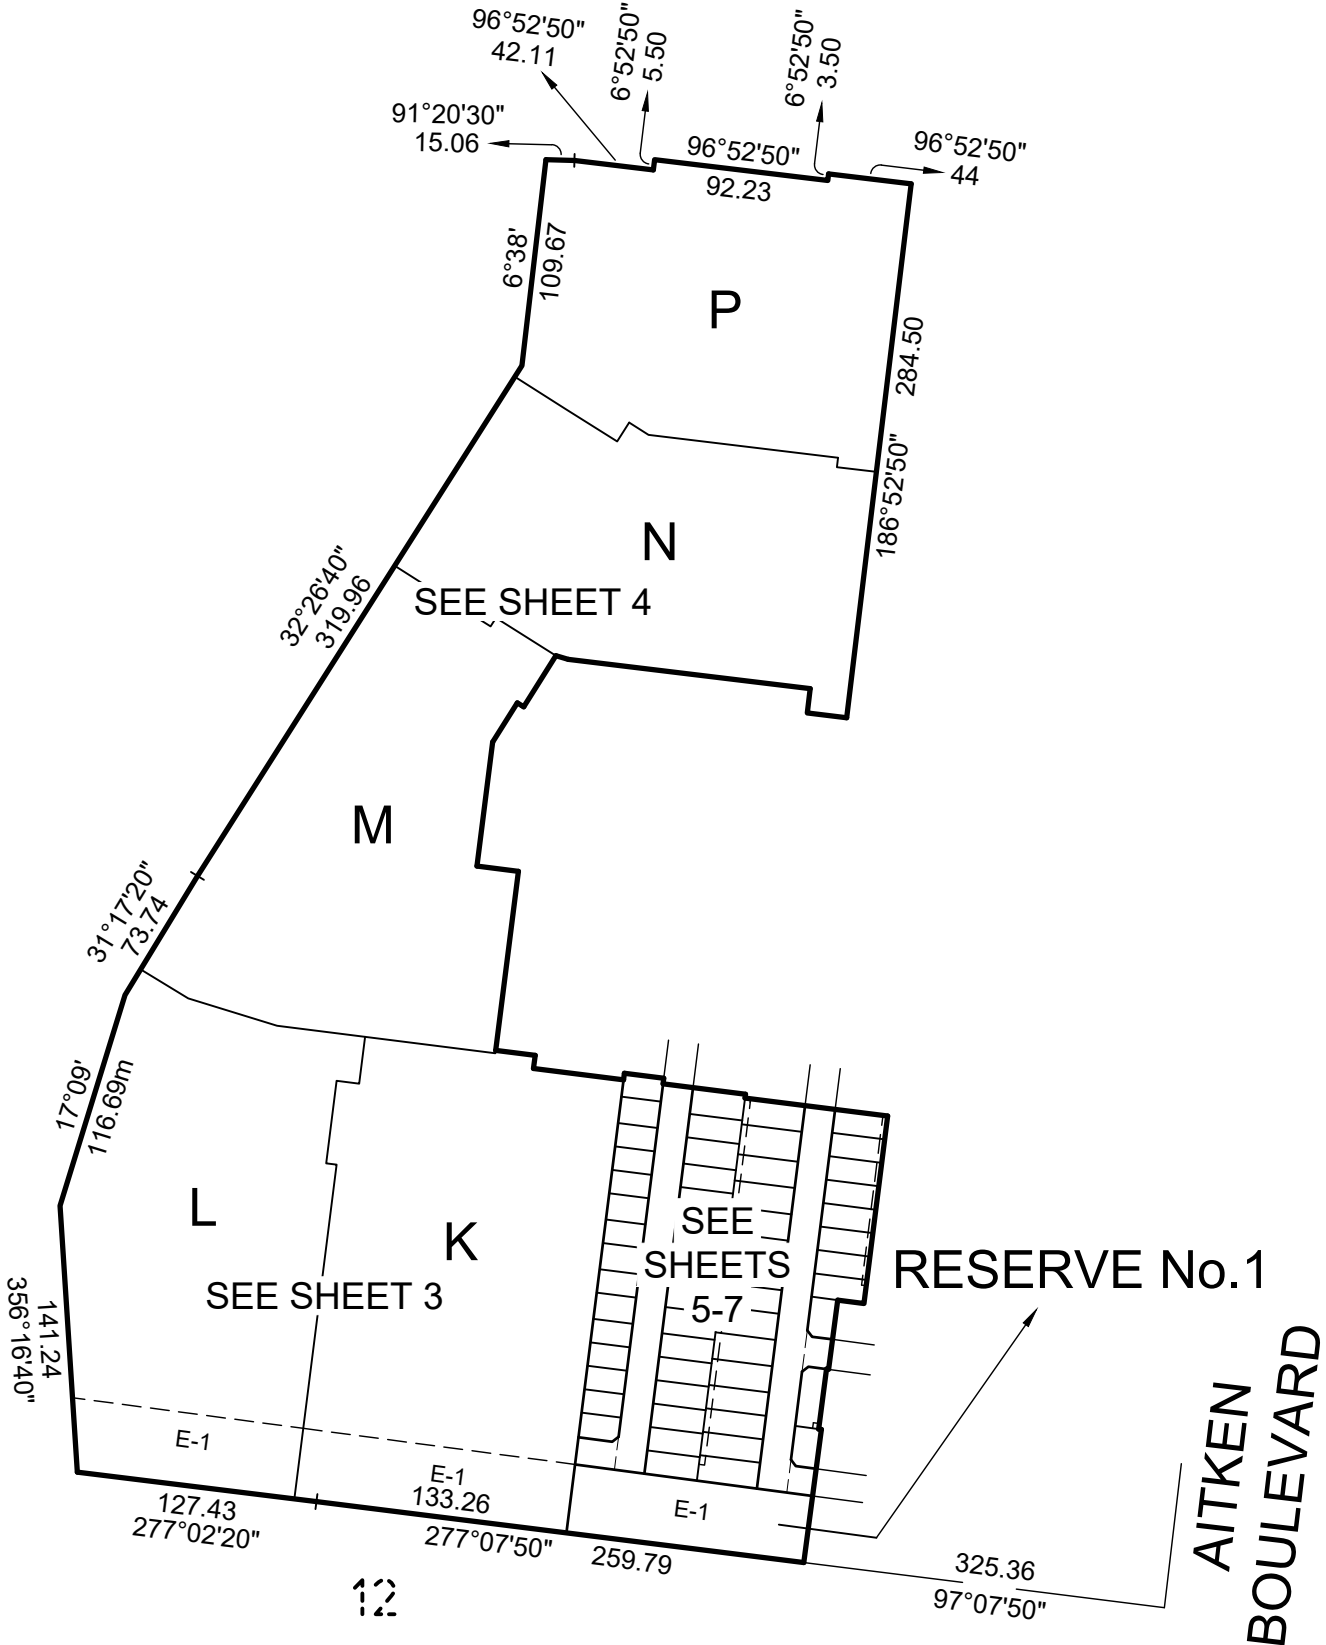 96°52'50"
42.11
6°52'50"
5.50
6°52'50"
3.50
91°20'30"
15.06
96°52'50"
92.23
96°52'50"
44
6°38'
109.67
P
284.50
186°52'50"
N
SEE SHEET 4
32°26'40"
319.96
M
31°17'20"
73.74
17°09'
116.69m
L
K
SEE
SHEETS
5-7
SEE SHEET 3
RESERVE No.1
141.24
356°16'40"
AITKEN
BOULEVARD
E-1
E-1
E-1
127.43
277°02'20"
133.26
277°07'50"
259.79
325.36
97°07'50"
12